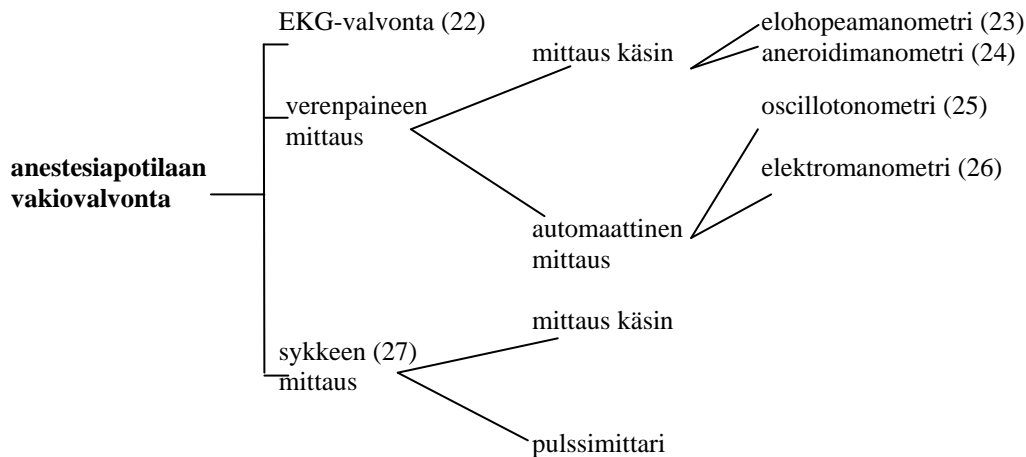 EKG-valvonta (22)
elohopeamanometri (23)
mittaus käsin
aneroidimanometri (24)
verenpaineen
mittaus
oscillotonometri (25)
anestesiapotilaan
vakiovalvonta
elektromanometri (26)
automaattinen
mittaus
mittaus käsin
sykkeen (27)
mittaus
pulssimittari